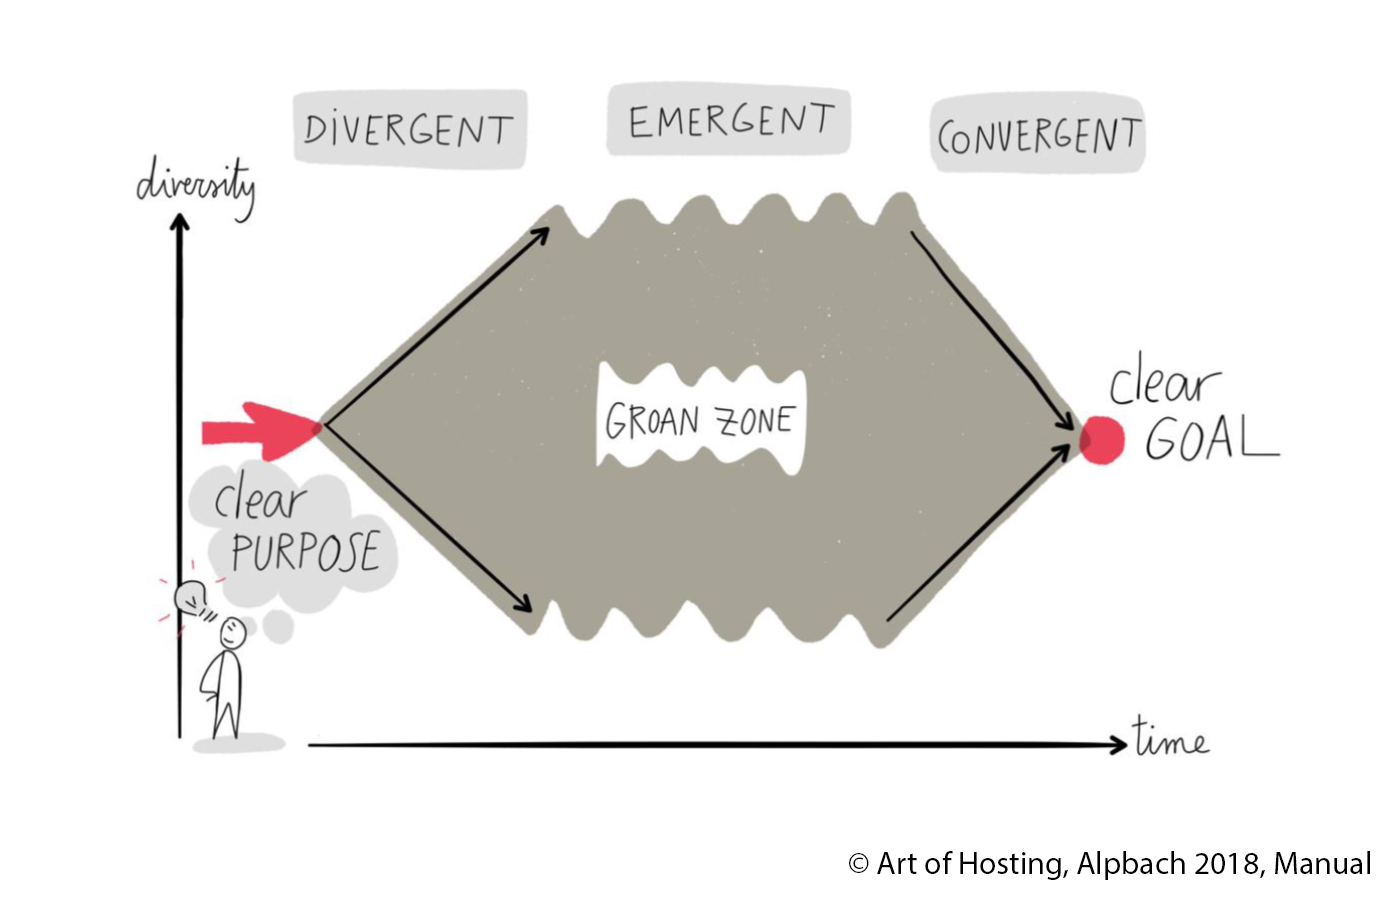 DiVERGENT
EMERGENT
CONVERGENT
diversity
GROAN ZONE
clear
GOAL
clear
PURPOSE
time
© Art of Hosting, Alpbach 2018, Manual